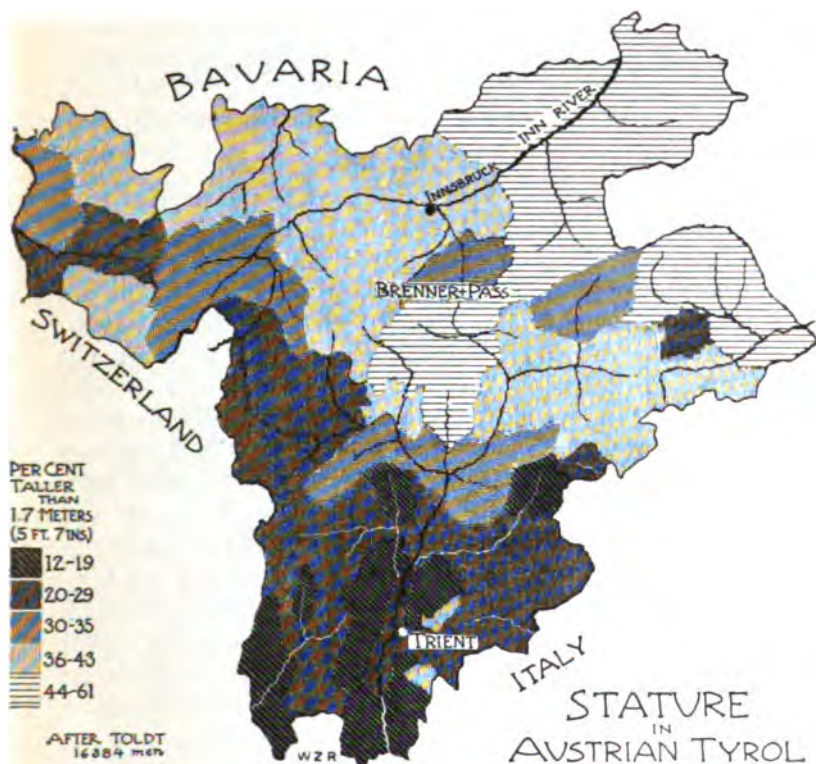 BAVARIA
INN RIVER
INNSBRUCK
BRENNER PASS
SWITZERLAND
PER CENT
TALLER
THAN
1.7 METERS
(5 FT. 7 INS)
12-19
20-29
30-35
36-43
44-61
TRIENT
ITALY
STATURE
IN
AUSTRIAN TYROL
AFTER TOLDT
16384 men
WZR